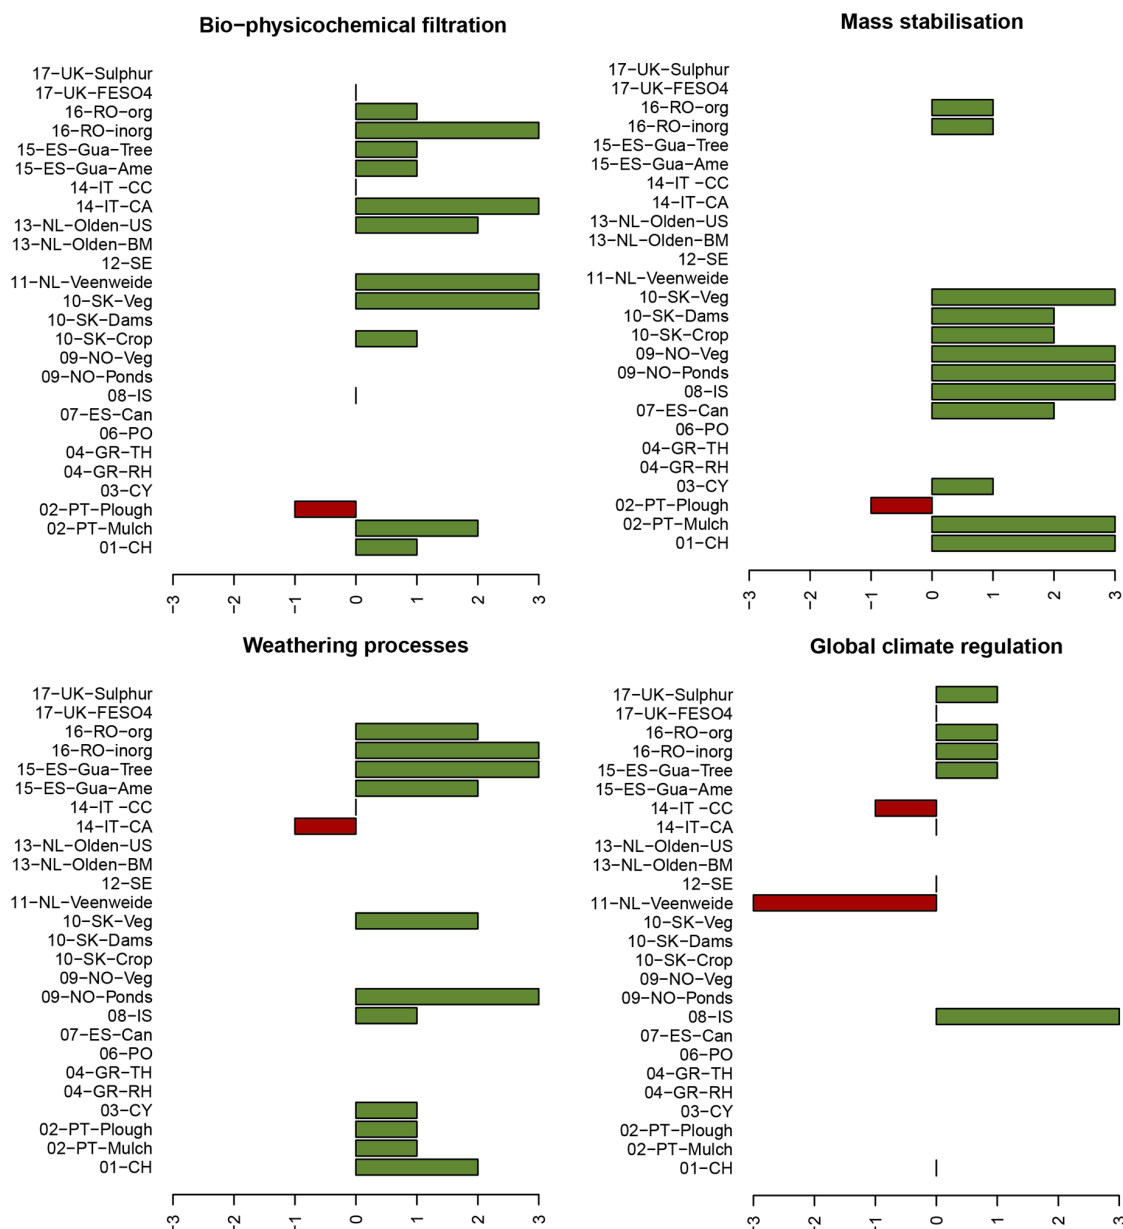 Bio−physicochemical filtration
17−UK−Sulphur
17−UK−FESO4
16−RO−org
16−RO−inorg
15−ES−Gua−Tree
15−ES−Gua−Ame
14−IT −CC
14−IT−CA
13−NL−Olden−US
13−NL−Olden−BM
12−SE
11−NL−Veenweide
10−SK−Veg
10−SK−Dams
10−SK−Crop
09−NO−Veg
09−NO−Ponds
08−IS
07−ES−Can
06−PO
04−GR−TH
04−GR−RH
03−CY
02−PT−Plough
02−PT−Mulch
01−CH
−3 −2 −1 0 1 2 3
Mass stabilisation
17−UK−Sulphur
17−UK−FESO4
16−RO−org
16−RO−inorg
15−ES−Gua−Tree
15−ES−Gua−Ame
14−IT −CC
14−IT−CA
13−NL−Olden−US
13−NL−Olden−BM
12−SE
11−NL−Veenweide
10−SK−Veg
10−SK−Dams
10−SK−Crop
09−NO−Veg
09−NO−Ponds
08−IS
07−ES−Can
06−PO
04−GR−TH
04−GR−RH
03−CY
02−PT−Plough
02−PT−Mulch
01−CH
−3 −2 −1 0 1 2 3
Weathering processes
17−UK−Sulphur
17−UK−FESO4
16−RO−org
16−RO−inorg
15−ES−Gua−Tree
15−ES−Gua−Ame
14−IT −CC
14−IT−CA
13−NL−Olden−US
13−NL−Olden−BM
12−SE
11−NL−Veenweide
10−SK−Veg
10−SK−Dams
10−SK−Crop
09−NO−Veg
09−NO−Ponds
08−IS
07−ES−Can
06−PO
04−GR−TH
04−GR−RH
03−CY
02−PT−Plough
02−PT−Mulch
01−CH
−3 −2 −1 0 1 2 3
Global climate regulation
17−UK−Sulphur
17−UK−FESO4
16−RO−org
16−RO−inorg
15−ES−Gua−Tree
15−ES−Gua−Ame
14−IT −CC
14−IT−CA
13−NL−Olden−US
13−NL−Olden−BM
12−SE
11−NL−Veenweide
10−SK−Veg
10−SK−Dams
10−SK−Crop
09−NO−Veg
09−NO−Ponds
08−IS
07−ES−Can
06−PO
04−GR−TH
04−GR−RH
03−CY
02−PT−Plough
02−PT−Mulch
01−CH
−3 −2 −1 0 1 2 3